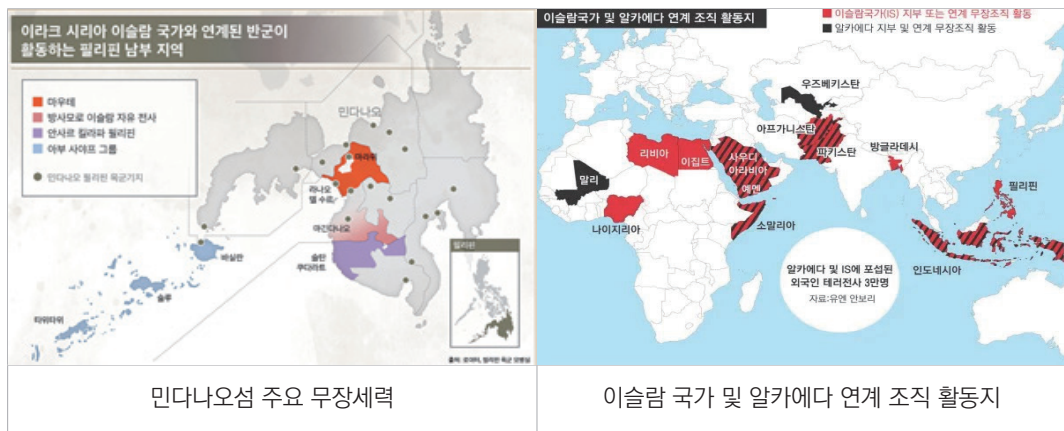 이라크 시리아 이슬람 국가와 연계된 반군이
활동하는 필리핀 남부 지역
마우테
방사모로 이슬람 자유 전사
안사르 킬라파 필리핀
아부 사야프 그룹
민다나오 필리핀 육군기지
민다나오
마라위
라나오
델 수르
마긴다나오
술탄
쿠다라트
바실란
술루
타위타위
필리핀
이슬람국가 및 알카에다 연계 조직 활동지
이슬람국가(IS) 지부 또는 연계 무장조직 활동
알카에다 지부 및 연계 무장조직 활동
우즈베키스탄
아프가니스탄
파키스탄
방글라데시
리비아
이집트
사우디
아라비아
예멘
말리
나이지리아
소말리아
필리핀
인도네시아
알카에다 및 IS에 포섭된
외국인 테러전사 3만명
자료:유엔 안보리
민다나오섬 주요 무장세력
이슬람 국가 및 알카에다 연계 조직 활동지